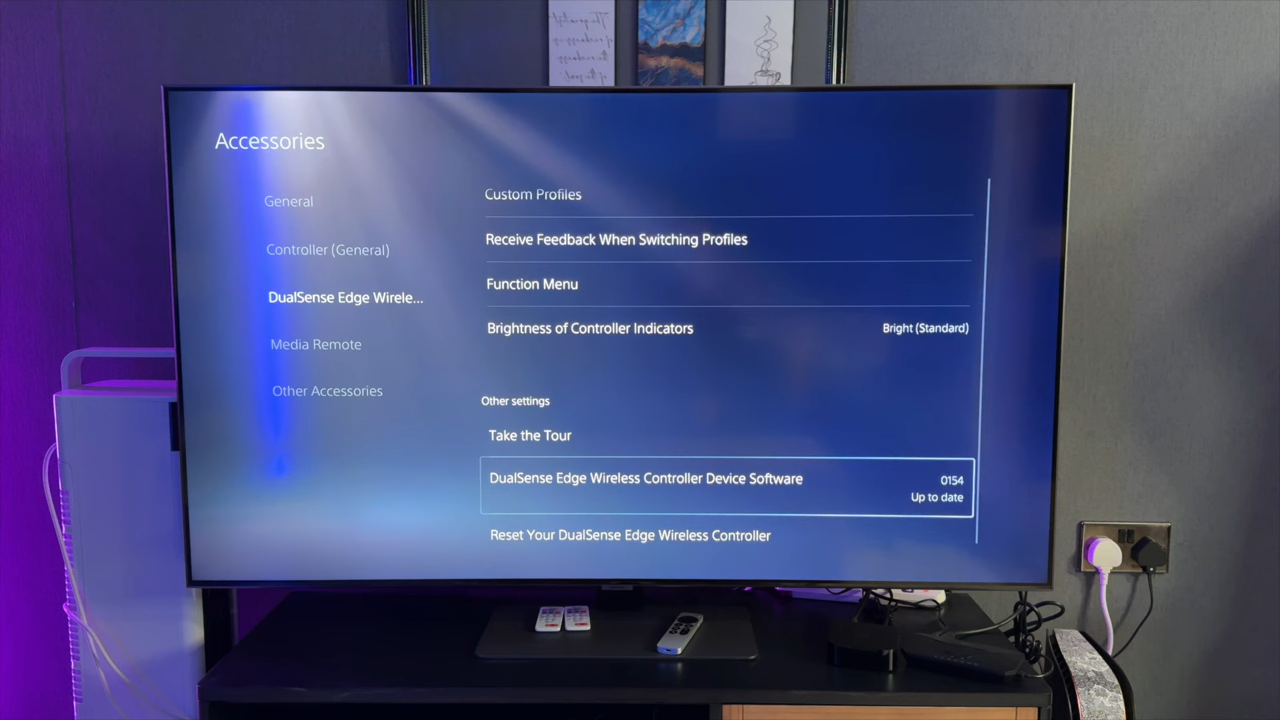 Accessories
General
Controller (General)
DualSense Edge Wirele...
Media Remote
Other Accessories
Custom Profiles
Receive Feedback When Switching Profiles
Function Menu
Brightness of Controller Indicators
Bright (Standard)
Other settings
Take the Tour
DualSense Edge Wireless Controller Device Software
0154
Up to date
Reset Your DualSense Edge Wireless Controller